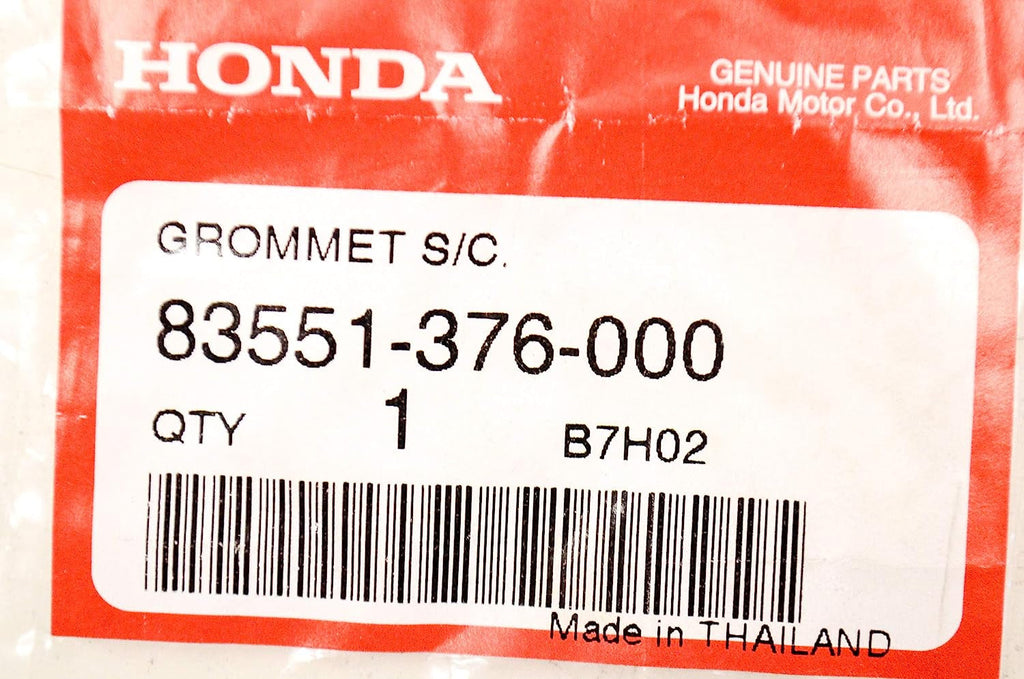 HONDA
GENUINE PARTS
Honda Motor Co., Ltd.
GROMMET S/C.
83551-376-000
QTY 1 B7H02
Made in THAILAND